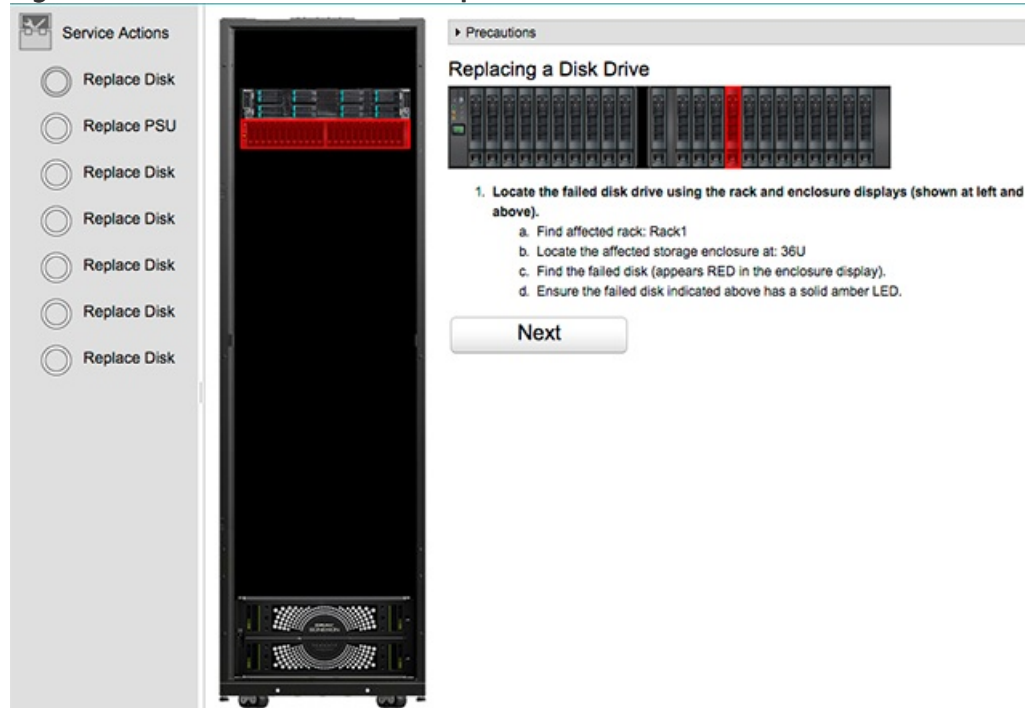 Service Actions
Replace Disk
Replace PSU
Replace Disk
Replace Disk
Replace Disk
Replace Disk
Replace Disk
Precautions
Replacing a Disk Drive
1. Locate the failed disk drive using the rack and enclosure displays (shown at left and
above).
a. Find affected rack: Rack1
b. Locate the affected storage enclosure at: 36U
c. Find the failed disk (appears RED in the enclosure display).
d. Ensure the failed disk indicated above has a solid amber LED.
Next